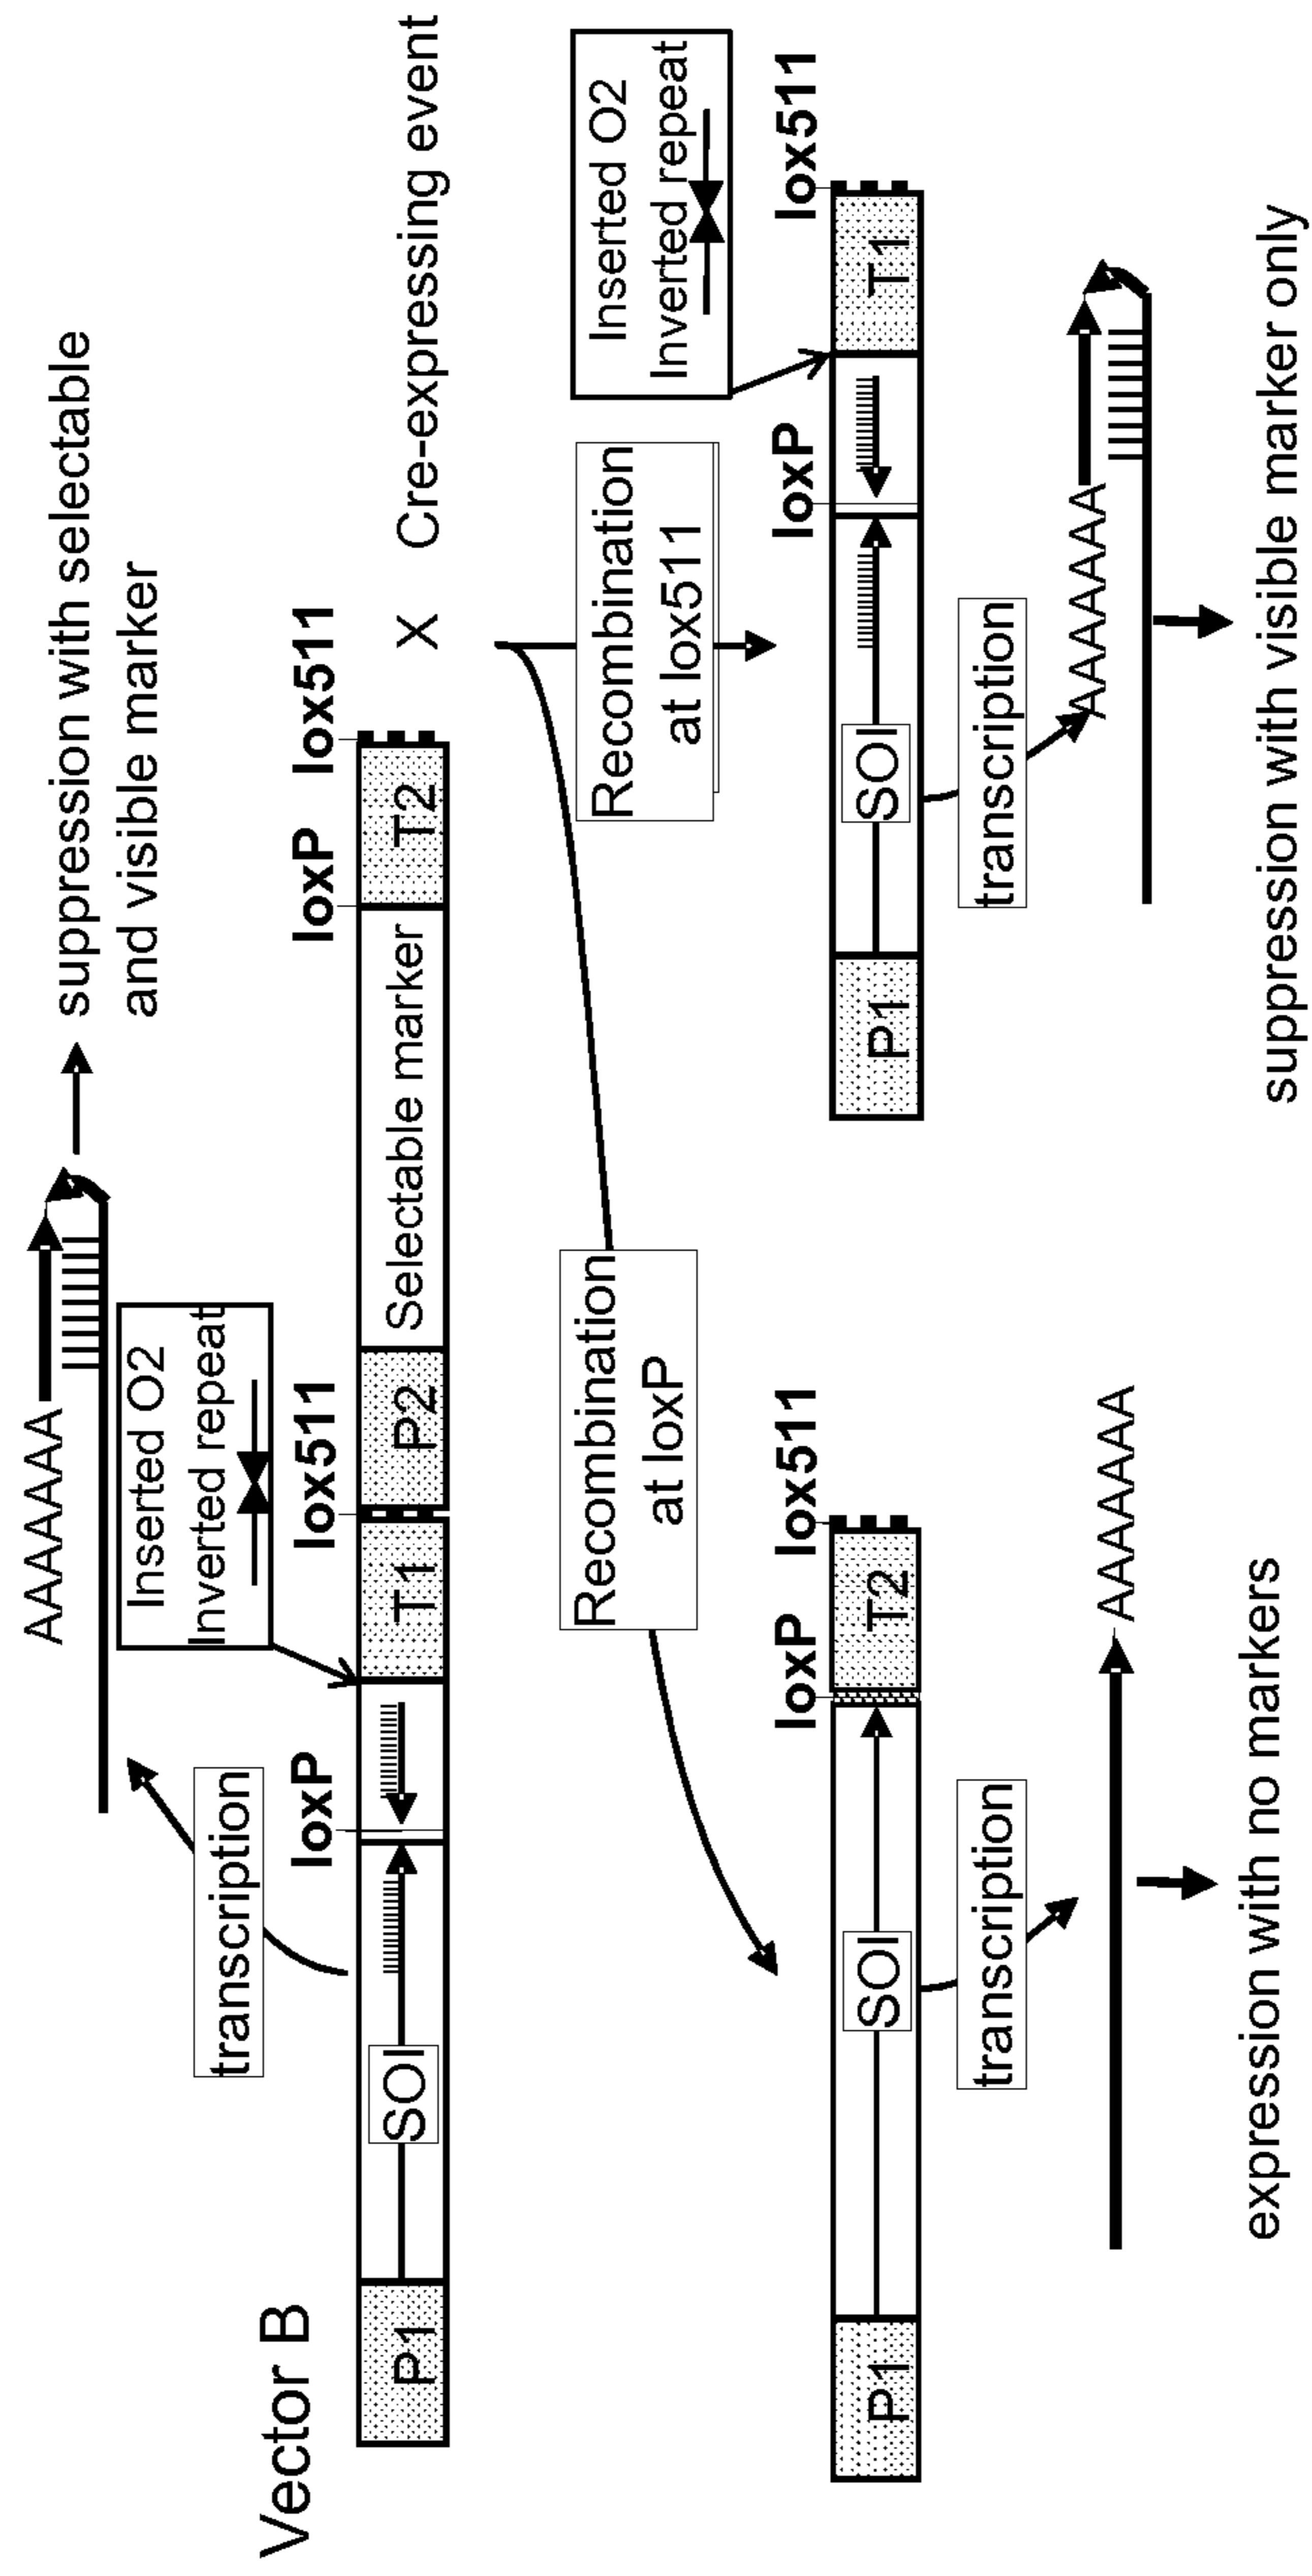 AAAAAAA
suppression with selectable
and visible marker
transcription
Inserted O2
Inverted repeat
Vector B
loxP
lox511
loxP
lox511
P1
SOI
T1
P2
Selectable marker
T2
X
Cre-expressing event
Recombination
at loxP
Recombination
at lox511
Inserted O2
Inverted repeat
loxP
lox511
P1
SOI
T2
transcription
AAAAAAA
expression with no markers
loxP
lox511
P1
SOI
T1
transcription
AAAAAAA
suppression with visible marker only